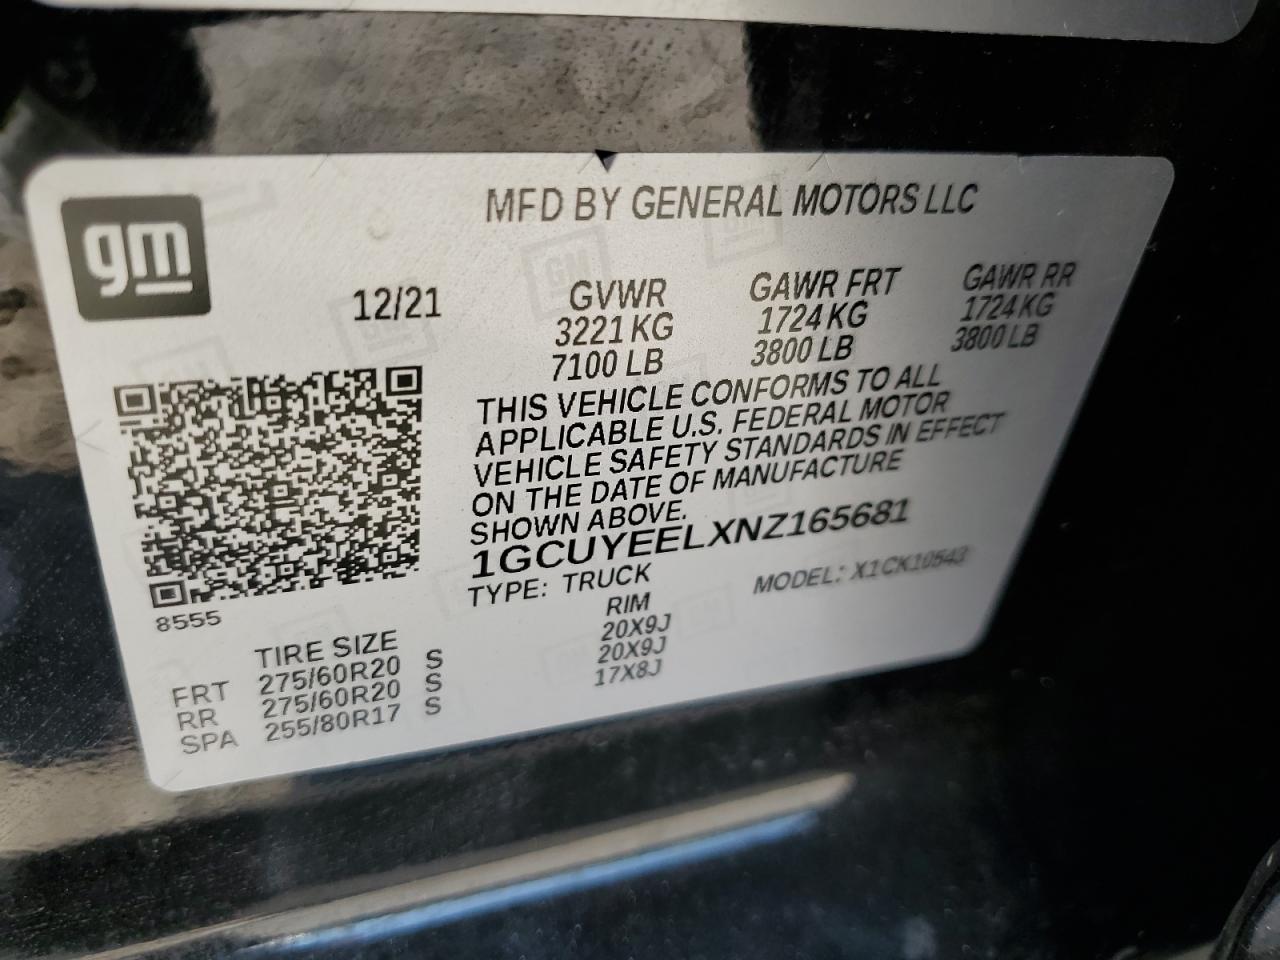 gm
MFD BY GENERAL MOTORS LLC
12/21
GVWR GAWR FRT GAWR RR
3221 KG 1724 KG 1724 KG
7100 LB 3800 LB 3800 LB
THIS VEHICLE CONFORMS TO ALL
APPLICABLE U.S. FEDERAL MOTOR
VEHICLE SAFETY STANDARDS IN EFFECT
ON THE DATE OF MANUFACTURE
SHOWN ABOVE.
1GCUYEELXNZ165681
TYPE: TRUCK MODEL: X1CK10543
8555
TIRE SIZE RIM
FRT 275/60R20 S 20X9J
RR 275/60R20 S 20X9J
SPA 255/80R17 S 17X8J